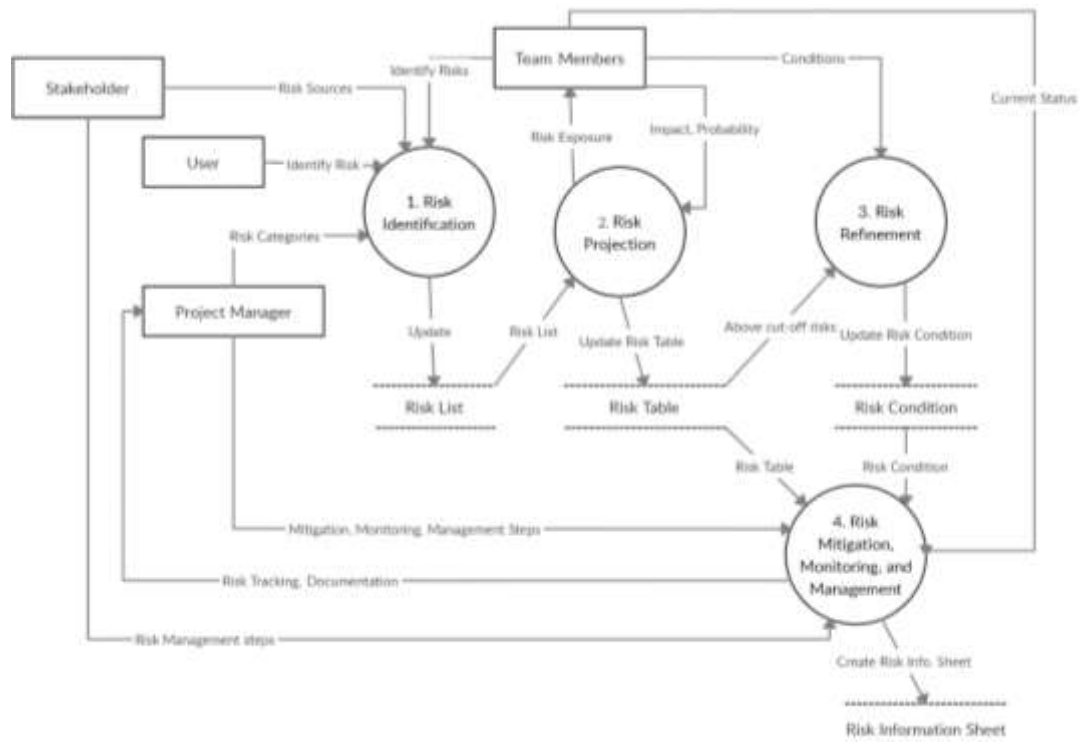 Team Members
Stakeholder
Identify Risks
Conditions
Risk Sources
Current Status
Risk Exposure
Impact, Probability
User
Identify Risk
1. Risk
Identification
2. Risk
Projection
3. Risk
Refinement
Risk Categories
Project Manager
Update
Risk List
Update Risk Table
Above cut-off risks
Update Risk Condition
Risk List
Risk Table
Risk Condition
Risk Table
Risk Condition
Mitigation, Monitoring, Management Steps
4. Risk
Mitigation,
Monitoring, and
Management
Risk Tracking, Documentation
Risk Management steps
Create Risk Info. Sheet
Risk Information Sheet